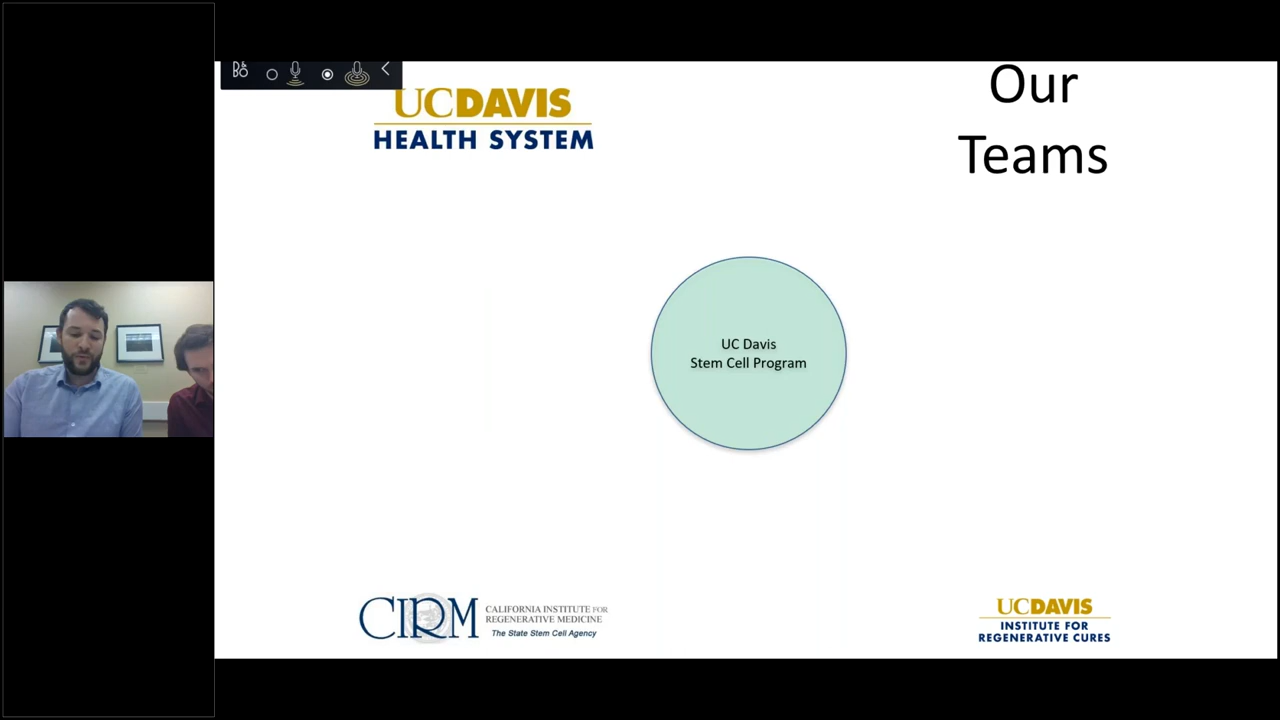 UCDAVIS
HEALTH SYSTEM
Our
Teams
UC Davis
Stem Cell Program
CIRM
CALIFORNIA INSTITUTE FOR
REGENERATIVE MEDICINE
The State Stem Cell Agency
UCDAVIS
INSTITUTE FOR
REGENERATIVE CURES